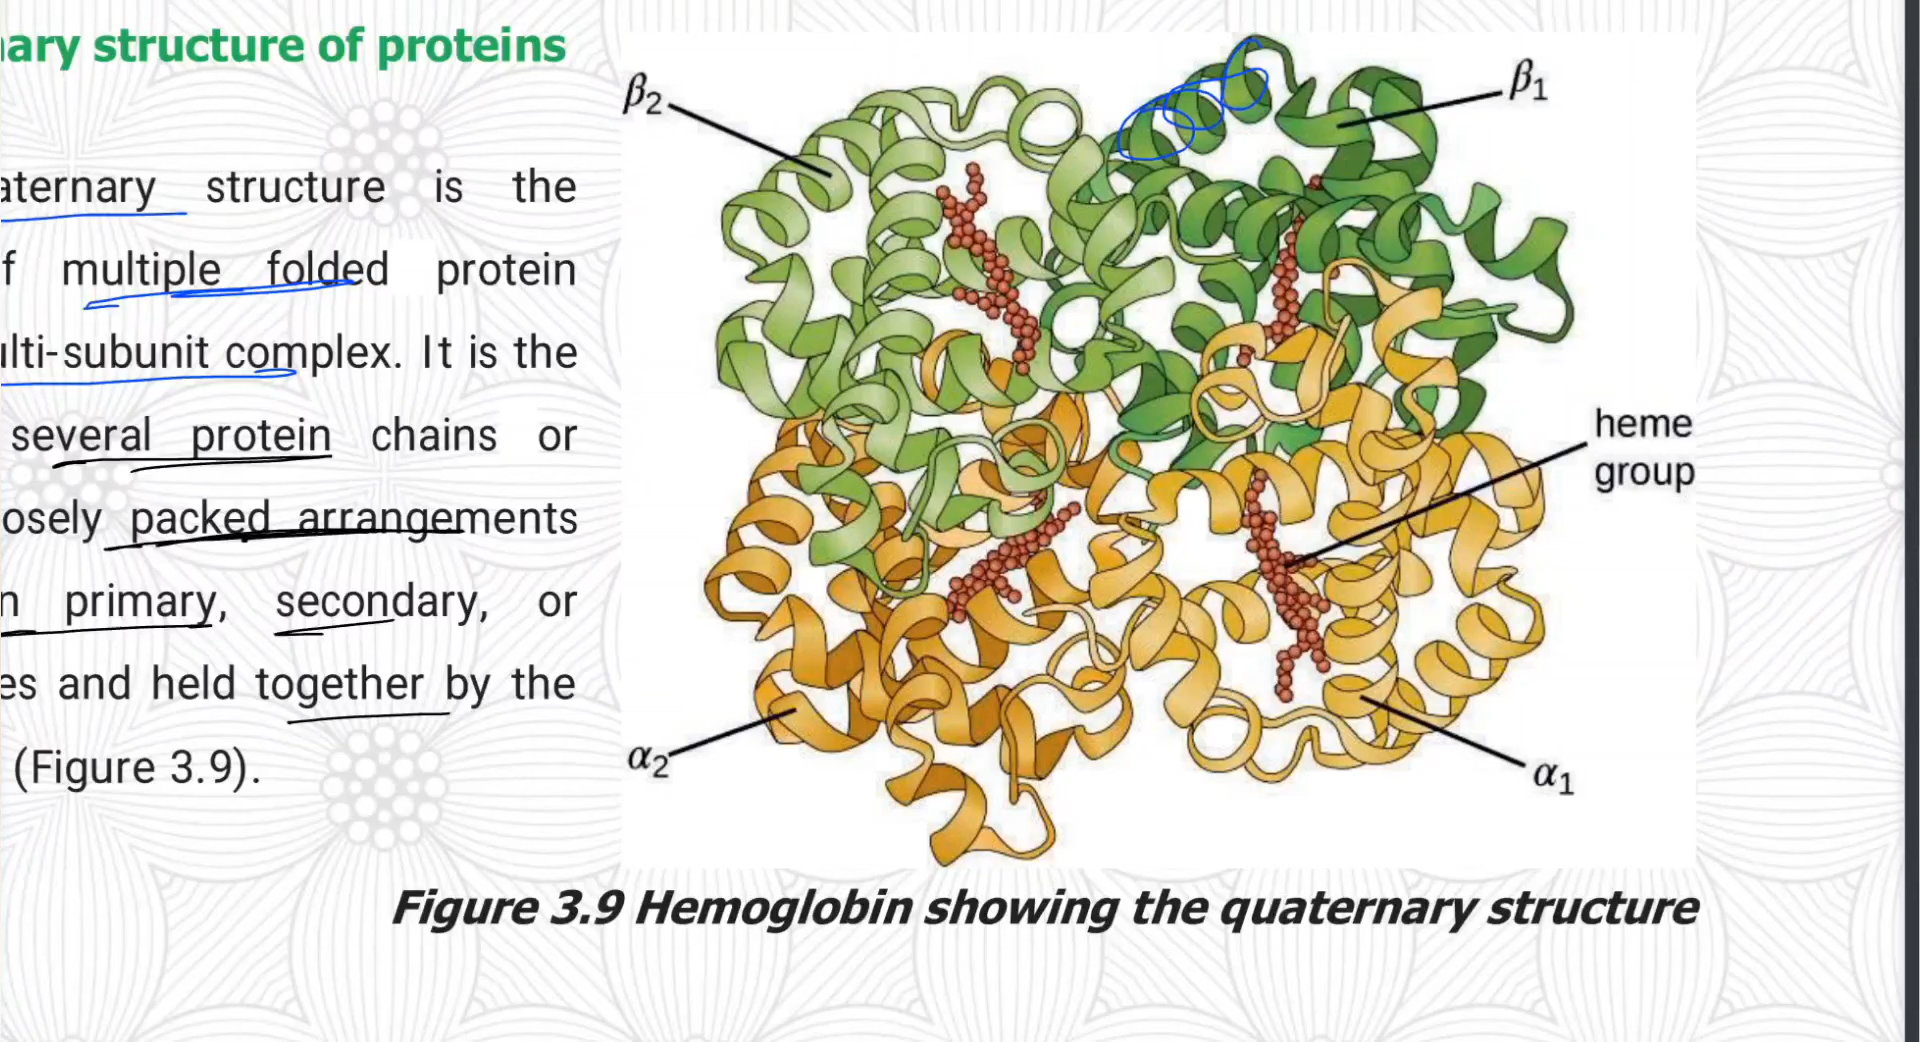 ary structure of proteins
aternary structure is the
f multiple folded protein
ulti-subunit complex. It is the
several protein chains or
osely packed arrangements
n primary, secondary, or
es and held together by the
(Figure 3.9).
β2
β1
heme
group
α2
α1
Figure 3.9 Hemoglobin showing the quaternary structure